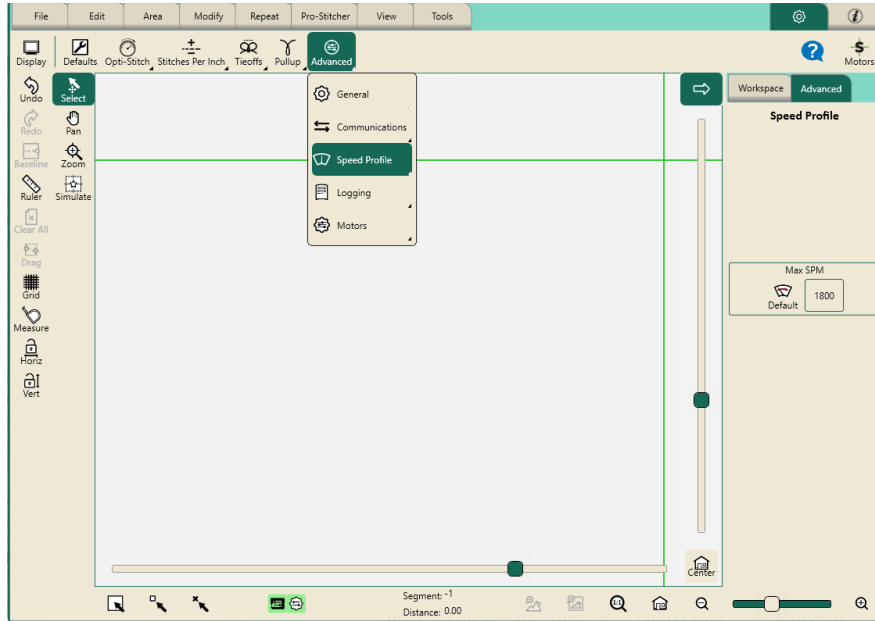 File Edit Area Modify Repeat Pro-Stitcher View Tools
Display Defaults Opti-Stitch Stitches Per Inch Tieoffs Pullup Advanced Motors
Undo Select
Redo Pan
Baseline Zoom
Ruler Simulate
Clear All
Drag
Grid
Measure
Horiz
Vert
General
Communications
Speed Profile
Logging
Motors
Center
Workspace Advanced
Speed Profile
Max SPM
Default 1800
Segment: -1
Distance: 0.00
1:1